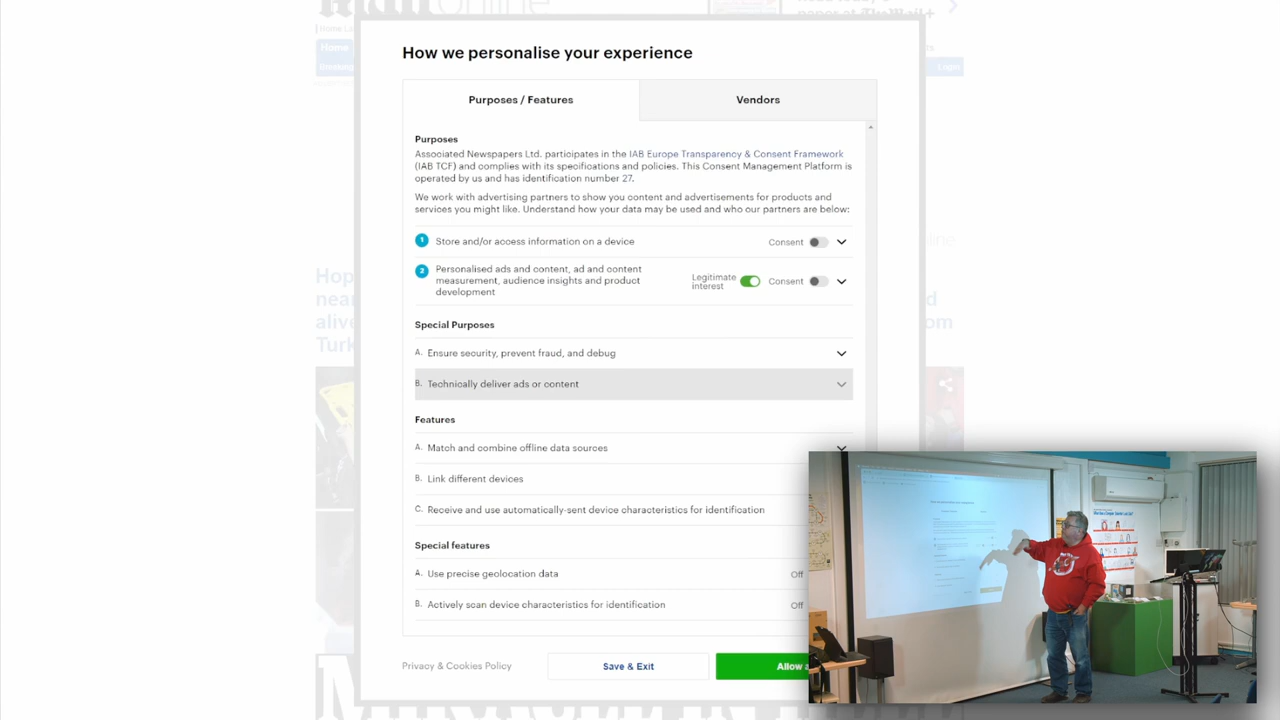 online
Home
Login
How we personalise your experience
Purposes / Features
Vendors
Purposes
Associated Newspapers Ltd. participates in the IAB Europe Transparency & Consent Framework
(IAB TCF) and complies with its specifications and policies. This Consent Management Platform is
operated by us and has identification number 27.
We work with advertising partners to show you content and advertisements for products and
services you might like. Understand how your data may be used and who our partners are below:
1 Store and/or access information on a device Consent
2 Personalised ads and content, ad and content
measurement, audience insights and product
development
Legitimate
interest
Consent
Special Purposes
A. Ensure security, prevent fraud, and debug
B. Technically deliver ads or content
Features
A. Match and combine offline data sources
B. Link different devices
C. Receive and use automatically-sent device characteristics for identification
Special features
A. Use precise geolocation data Off
B. Actively scan device characteristics for identification Off
Privacy & Cookies Policy
Save & Exit
Allow